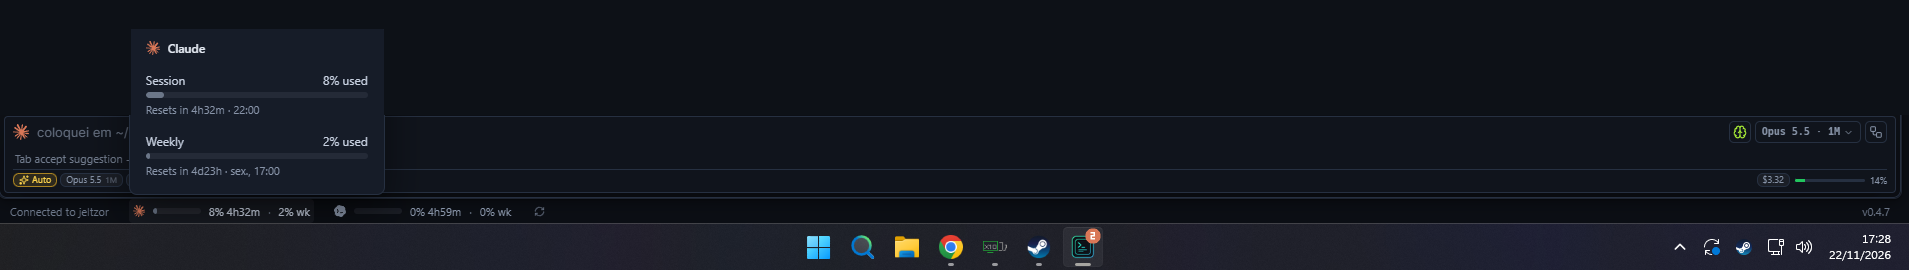 Claude
Session 8% used
Resets in 4h32m · 22:00
Weekly 2% used
Resets in 4d23h · sex., 17:00
coloquei em ~/
Opus 5.5 · 1M
Tab accept suggestion
Auto Opus 5.5 1M
$3.32 14%
Connected to jeltzor 8% 4h32m · 2% wk 0% 4h59m · 0% wk v0.4.7
2
17:28
22/11/2026